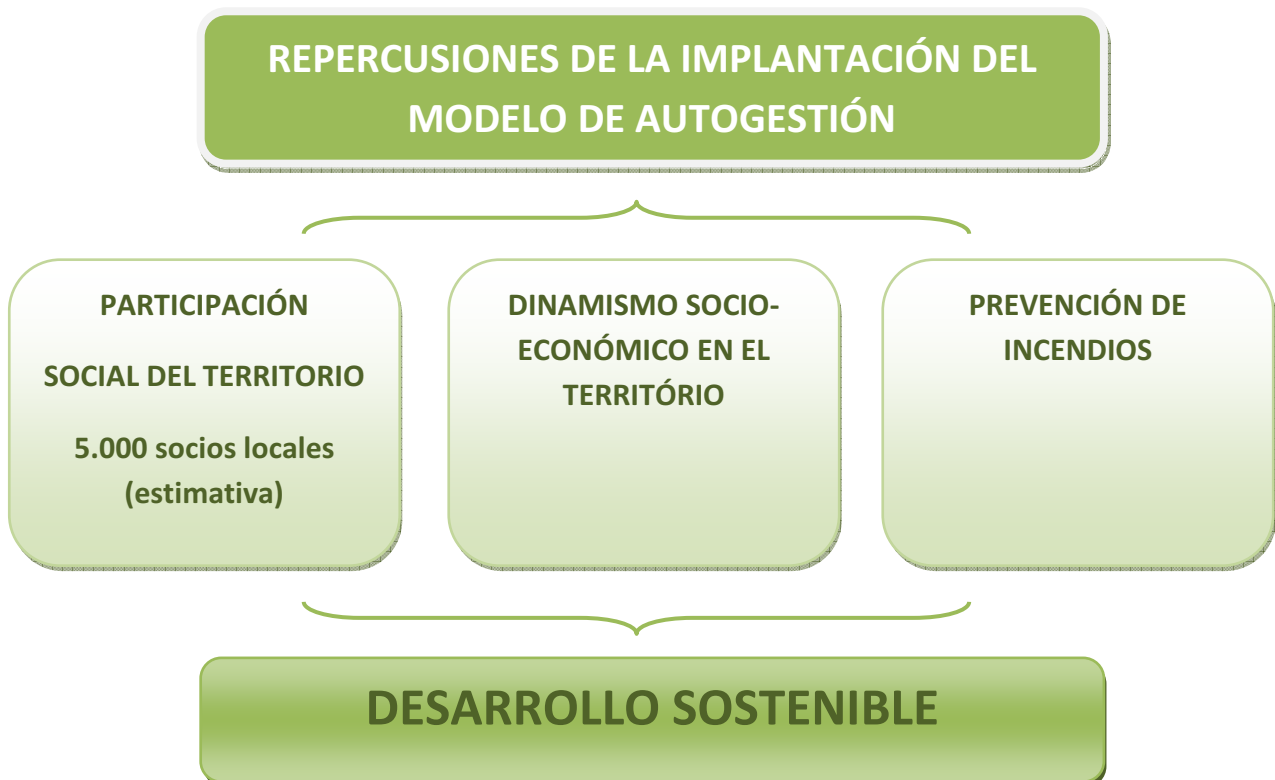 REPERCUSIONES DE LA IMPLANTACIÓN DEL
MODELO DE AUTOGESTIÓN
PARTICIPACIÓN
SOCIAL DEL TERRITORIO
5.000 socios locales
(estimativa)
DINAMISMO SOCIO-
ECONÓMICO EN EL
TERRITÓRIO
PREVENCIÓN DE
INCENDIOS
DESARROLLO SOSTENIBLE